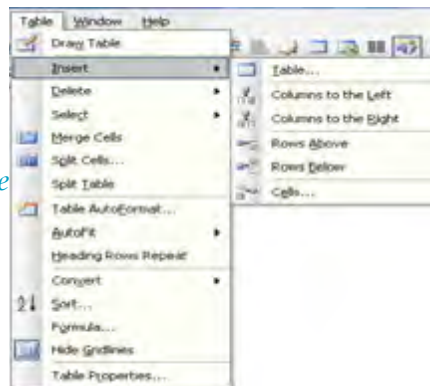 Table Window Help
Draw Table
Insert
Delete
Select
Merge Cells
Split Cells...
Split Table
Table AutoFormat...
AutoFit
Heading Rows Repeat
Convert
Sort...
Formula...
Hide Gridlines
Table Properties...
Table...
Columns to the Left
Columns to the Right
Rows Above
Rows Below
Cells...
e